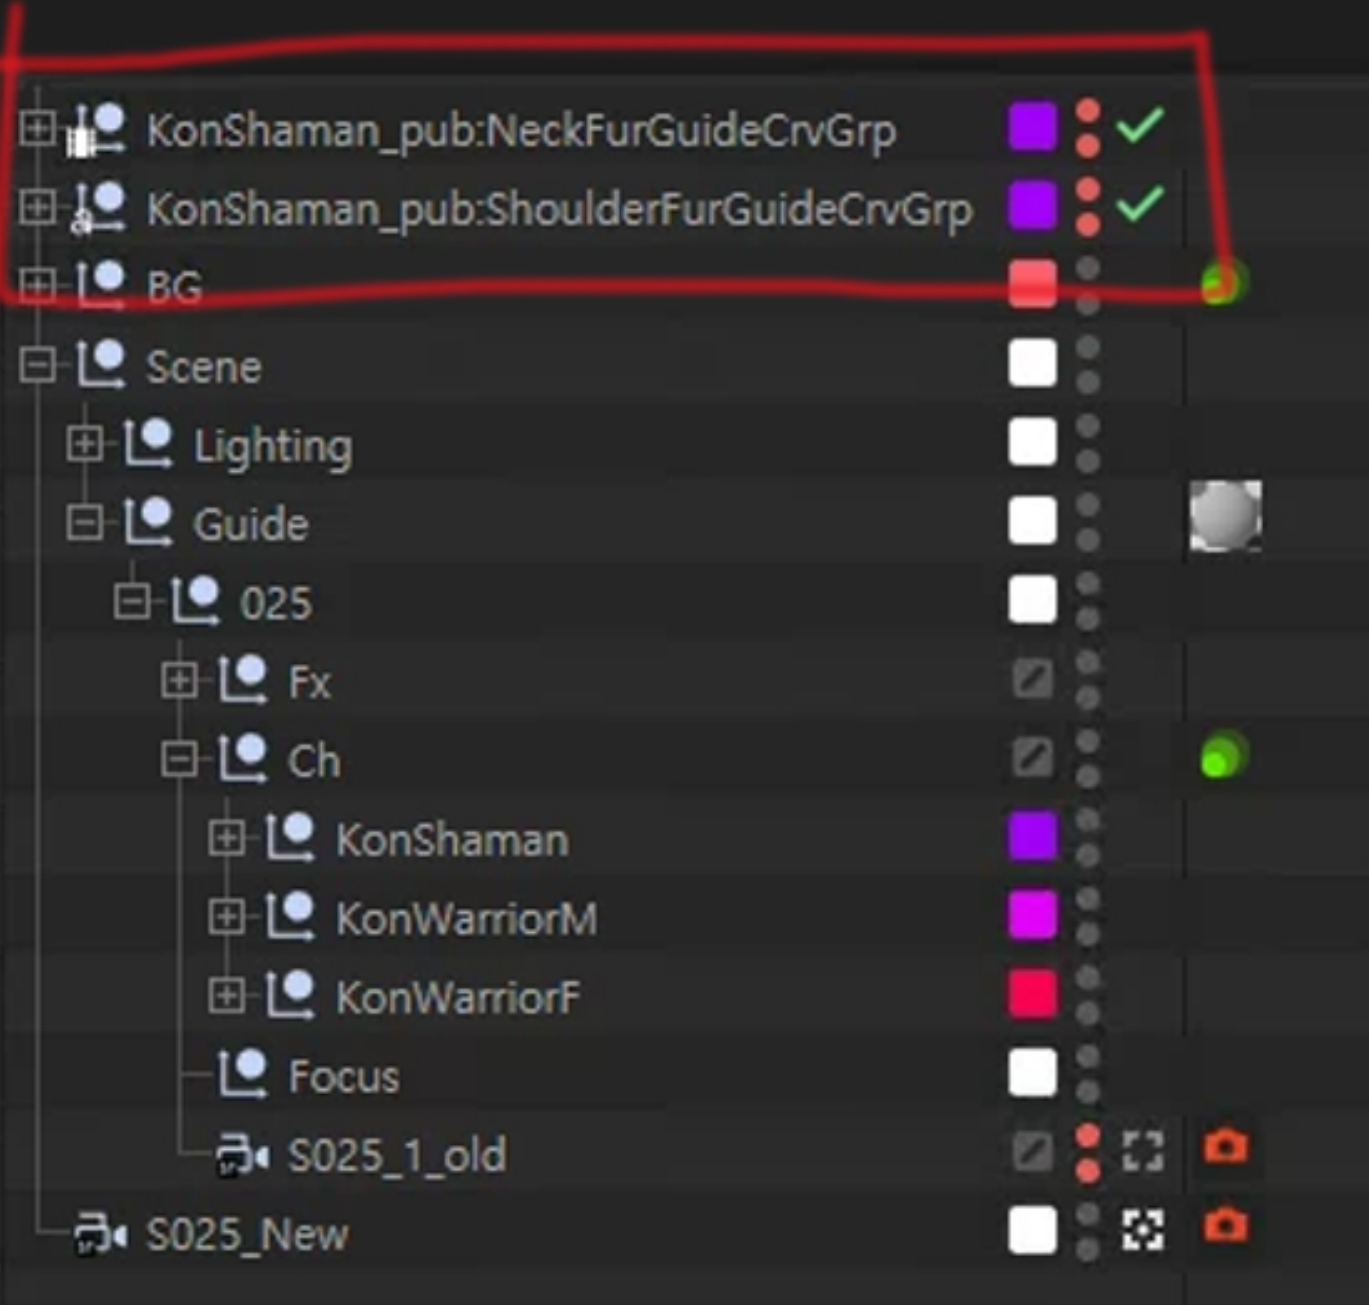 KonShaman_pub:NeckFurGuideCrvGrp
KonShaman_pub:ShoulderFurGuideCrvGrp
BG
Scene
Lighting
Guide
025
Fx
Ch
KonShaman
KonWarriorM
KonWarriorF
Focus
S025_1_old
S025_New